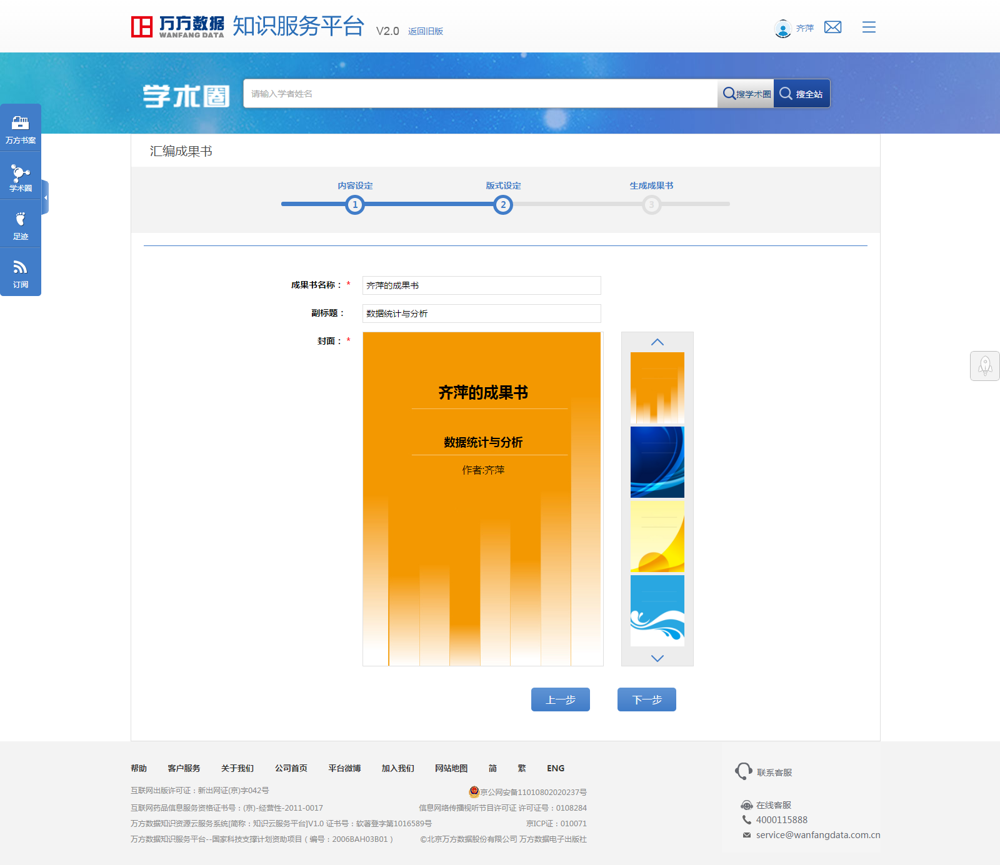 万方数据
WANFANG DATA
知识服务平台
V2.0
返回旧版
齐萍
学术圈
请输入学者姓名
搜学术圈
搜全站
万方书案
学术圈
足迹
订阅
汇编成果书
内容设定
版式设定
生成成果书
1
2
3
成果书名称：*
齐萍的成果书
副标题：
数据统计与分析
封面：*
齐萍的成果书
数据统计与分析
作者:齐萍
上一步
下一步
帮助 客户服务 关于我们 公司首页 平台微博 加入我们 网站地图 简 繁 ENG
互联网出版许可证：新出网证(京)字042号
京公网安备11010802020237号
互联网药品信息服务资格证书号：(京)-经营性-2011-0017
信息网络传播视听节目许可证 许可证号：0108284
万方数据知识资源云服务系统[简称：知识云服务平台]V1.0 证书号：软著登字第1016589号
京ICP证：010071
万方数据知识服务平台--国家科技支撑计划资助项目（编号：2006BAH03B01）
©北京万方数据股份有限公司 万方数据电子出版社
联系客服
在线客服
4000115888
service@wanfangdata.com.cn